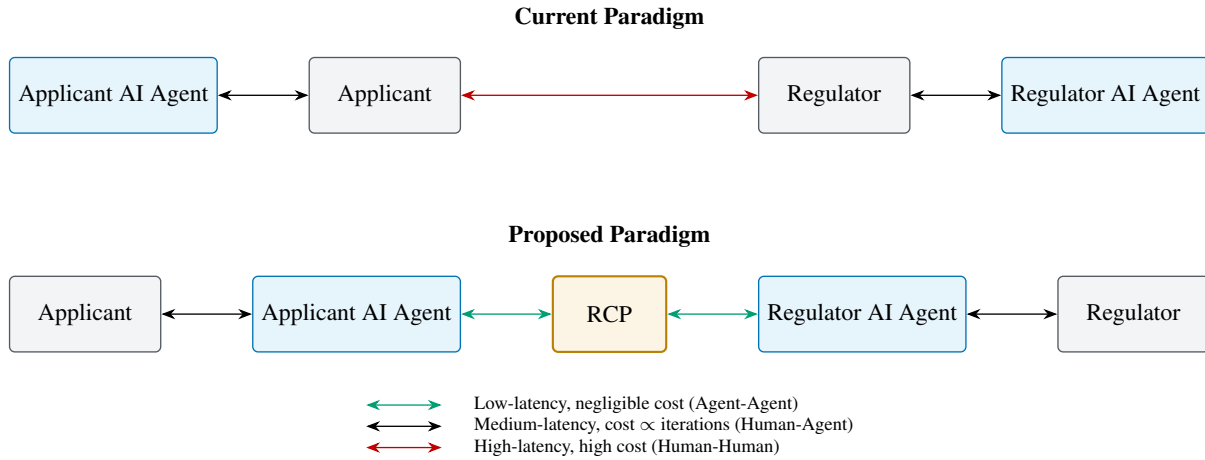 Current Paradigm
Applicant AI Agent
Applicant
Regulator
Regulator AI Agent
Proposed Paradigm
Applicant
Applicant AI Agent
RCP
Regulator AI Agent
Regulator
Low-latency, negligible cost (Agent-Agent)
Medium-latency, cost ∝ iterations (Human-Agent)
High-latency, high cost (Human-Human)